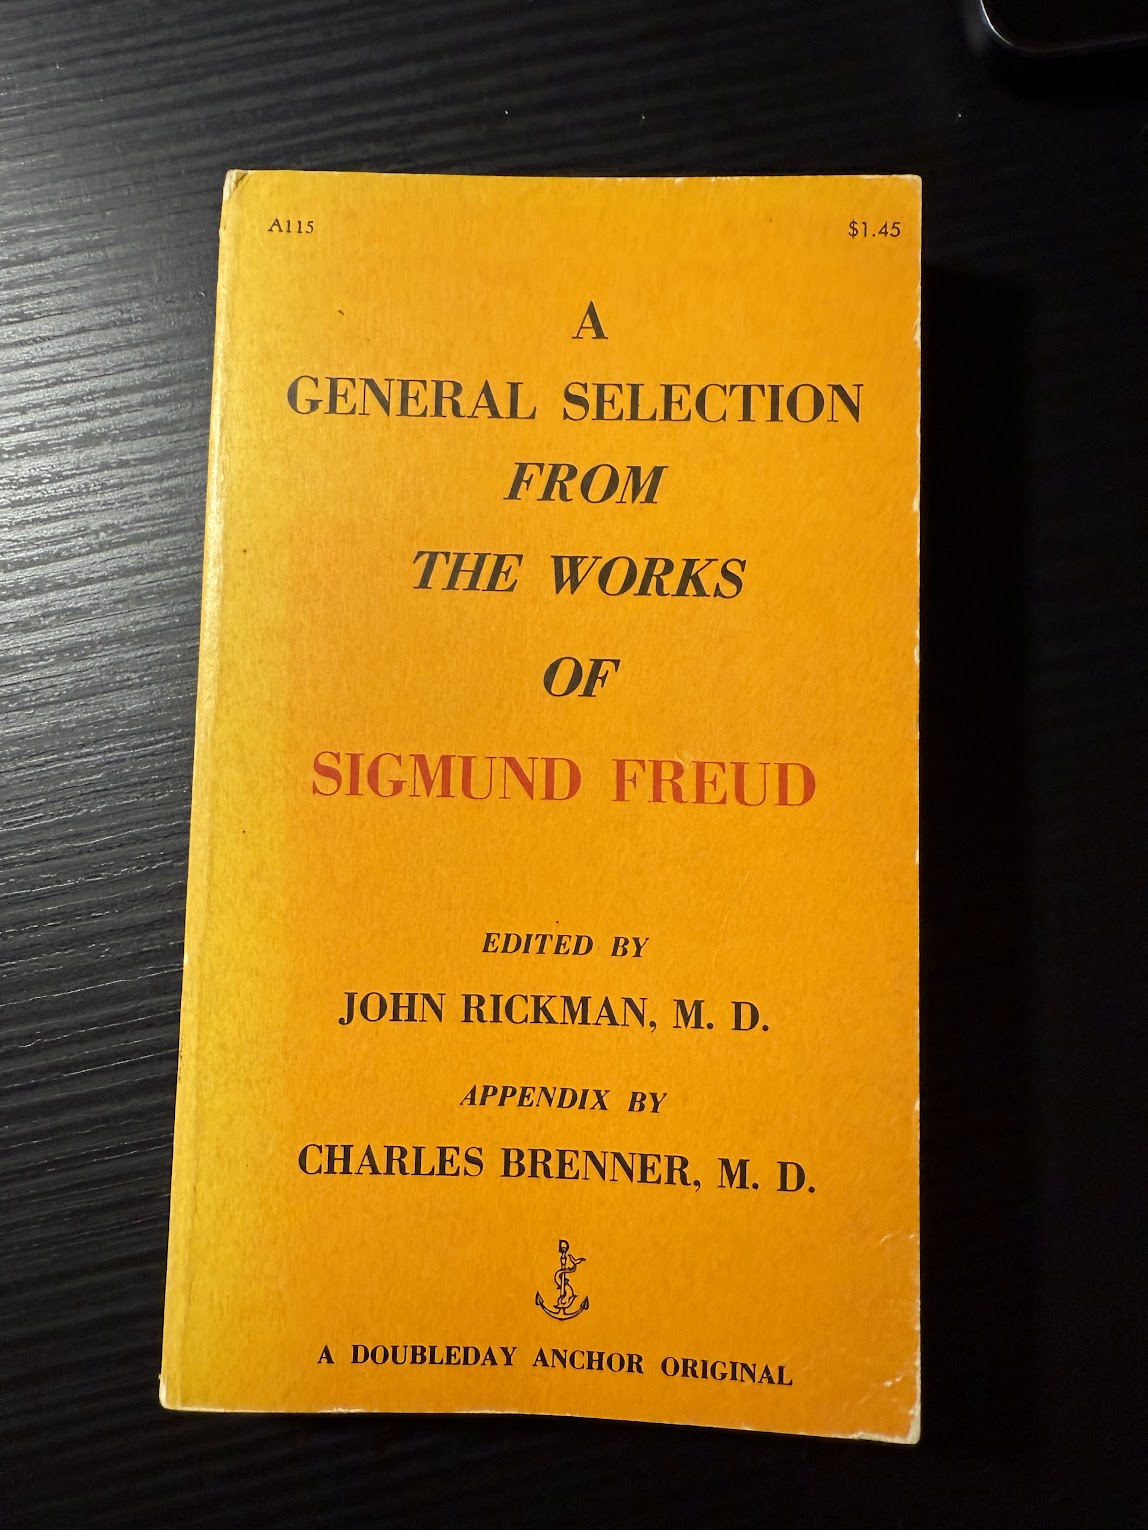 A115 $1.45
A
GENERAL SELECTION
FROM
THE WORKS
OF
SIGMUND FREUD
EDITED BY
JOHN RICKMAN, M. D.
APPENDIX BY
CHARLES BRENNER, M. D.
D
A DOUBLEDAY ANCHOR ORIGINAL